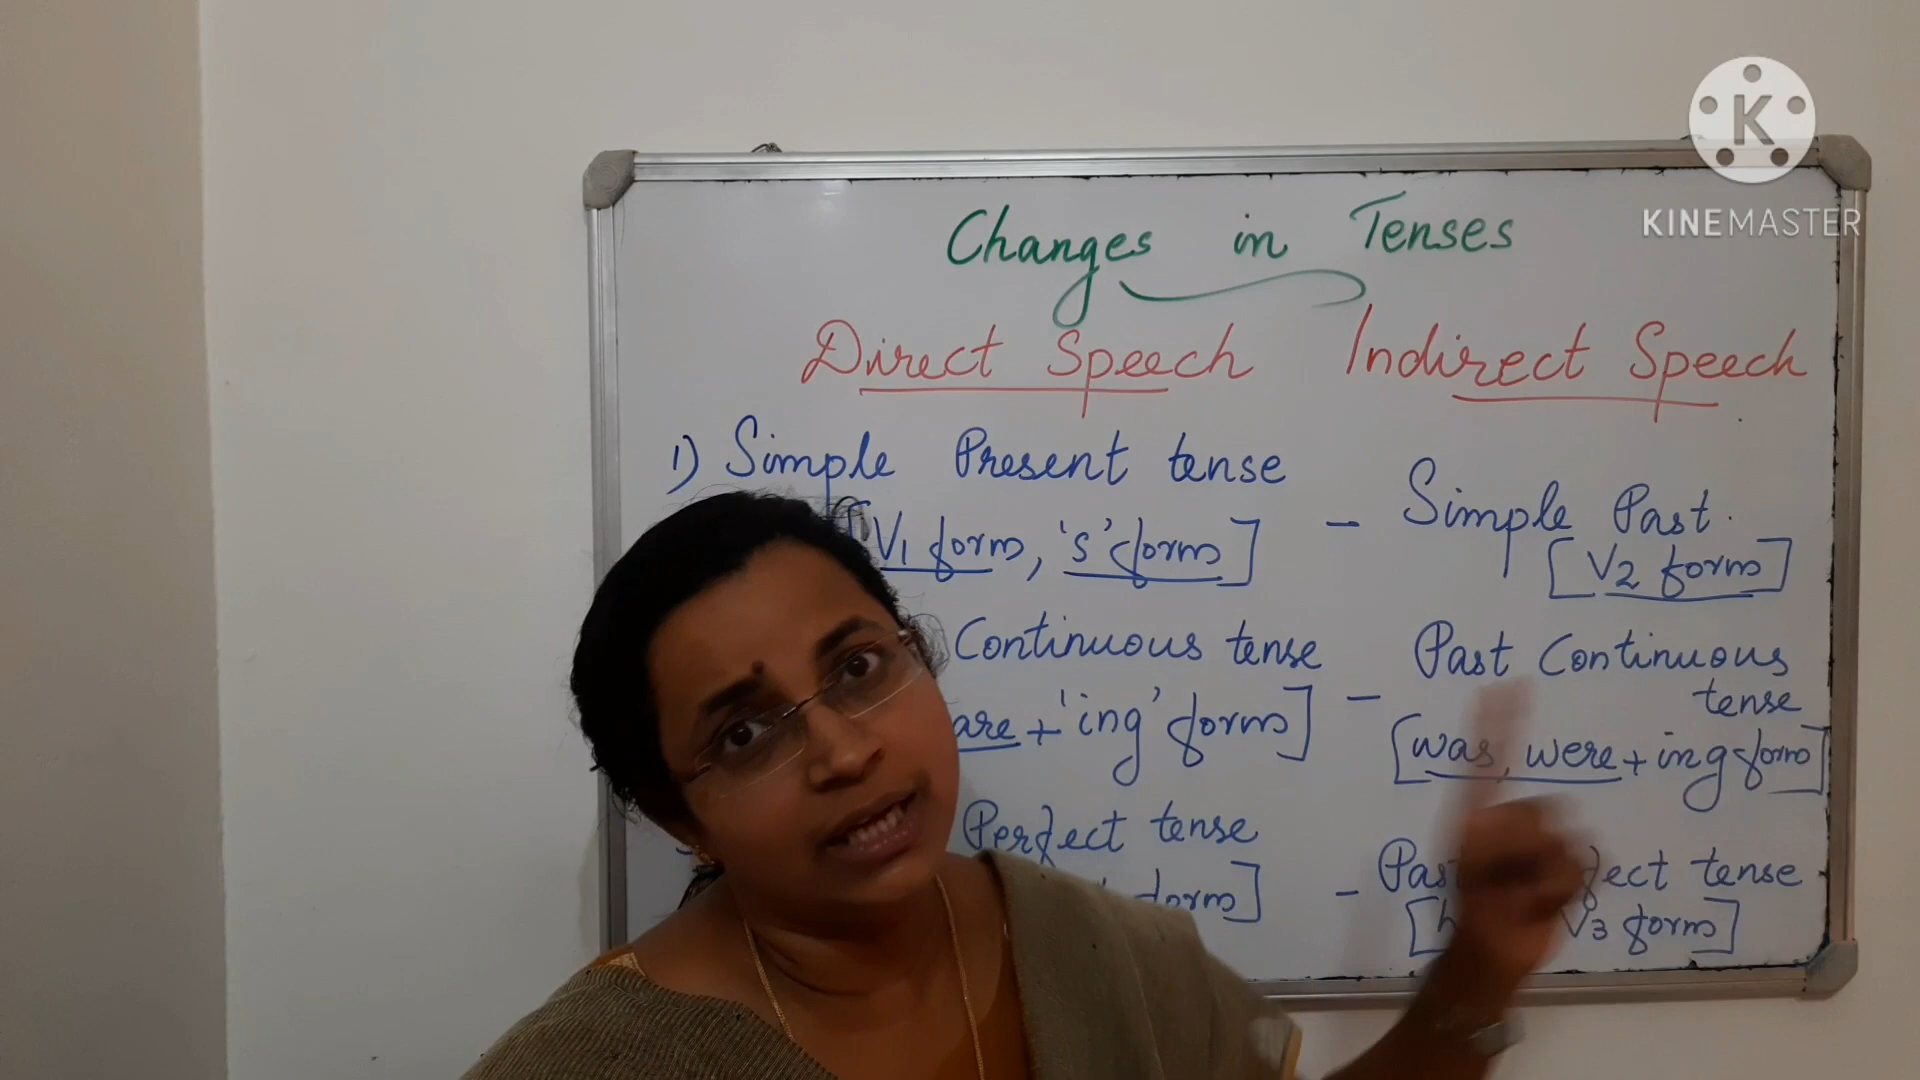 KINEMASTER
Changes in Tenses
Direct Speech Indirect Speech
1) Simple Present tense - Simple Past.
[V1 form, 's' form] [V2 form]
Continuous tense - Past Continuous
tense
are + 'ing' form] [was, were + ing form]
Perfect tense - Past tense
form] V3 form]